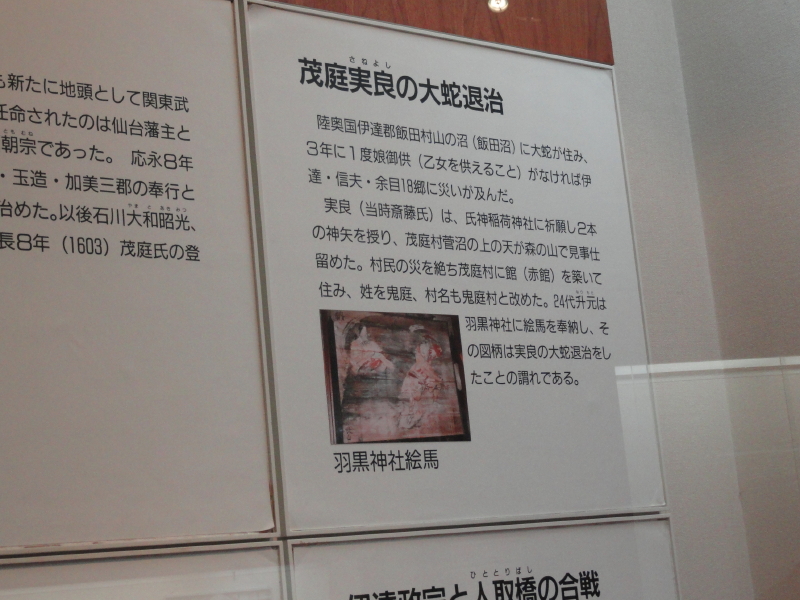 も新たに地頭として関東武
任命されたのは仙台藩主と
朝宗であった。 応永8年
・玉造・加美三郡の奉行と
治めた。以後石川大和昭光、
長8年（1603）茂庭氏の登
さねよし
茂庭実良の大蛇退治
陸奥国伊達郡飯田村山の沼（飯田沼）に大蛇が住み、
3年に1度娘御供（乙女を供えること）がなければ伊
達・信夫・余目18郷に災いが及んだ。
実良（当時斎藤氏）は、氏神稲荷神社に祈願し2本
の神矢を授り、茂庭村菅沼の上の天が森の山で見事仕
留めた。村民の災を絶ち茂庭村に館（赤館）を築いて
住み、姓を鬼庭、村名も鬼庭村と改めた。24代升元は
羽黒神社に絵馬を奉納し、そ
の図柄は実良の大蛇退治をし
たことの謂れである。
羽黒神社絵馬
ひととりばし
伊達政宗と人取橋の合戦